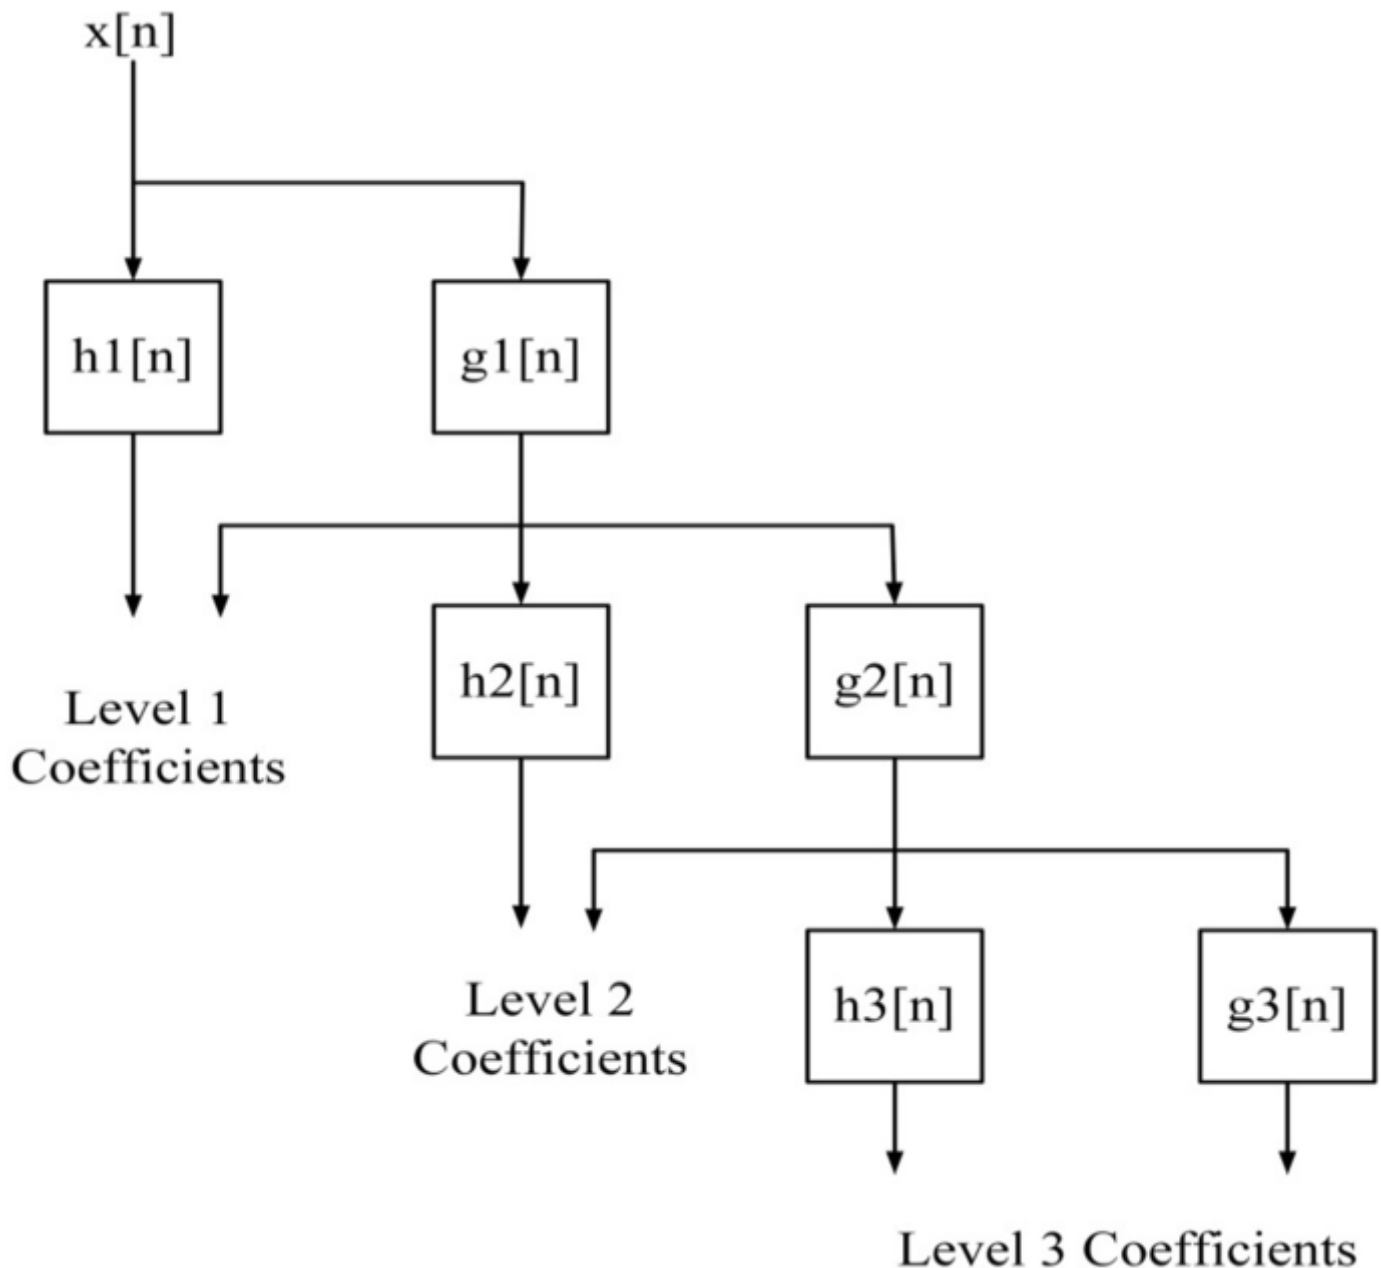 x[n]
h1[n]
g1[n]
h2[n]
g2[n]
Level 1
Coefficients
Level 2
Coefficients
h3[n]
g3[n]
Level 3 Coefficients